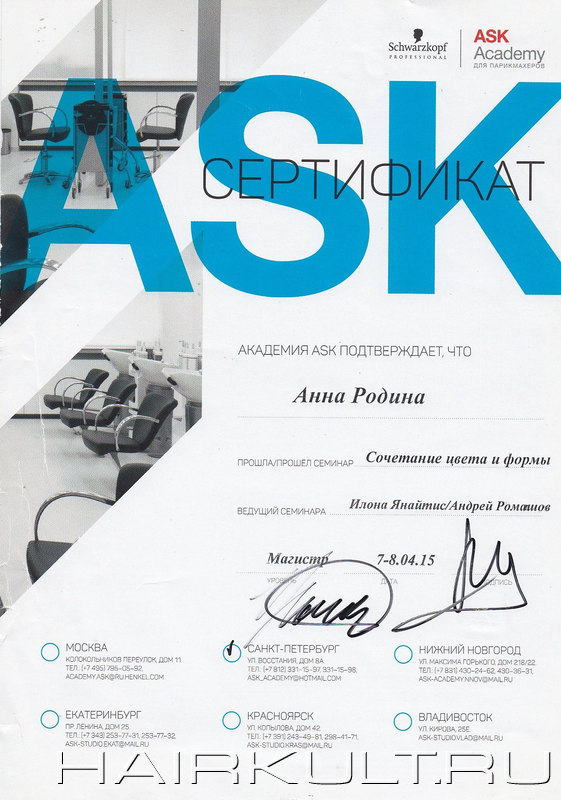 Schwarzkopf
PROFESSIONAL
ASK
Academy
ДЛЯ ПАРИКМАХЕРОВ
ASK
СЕРТИФИКАТ
АКАДЕМИЯ ASK ПОДТВЕРЖДАЕТ, ЧТО
Анна Родина
ПРОШЛА/ПРОШЕЛ СЕМИНАР Сочетание цвета и формы
ВЕДУЩИЙ СЕМИНАРА Илона Янайтис/Андрей Ромашов
Магистр 7-8.04.15
УРОВЕНЬ ДАТА ПОДПИСЬ
МОСКВА
КОЛОКОЛЬНИКОВ ПЕРЕУЛОК, ДОМ 11.
ТЕЛ.: (+7 495) 795-05-92,
ACADEMY.ASK@RU.HENKEL.COM
САНКТ-ПЕТЕРБУРГ
УЛ. ВОССТАНИЯ, ДОМ 8А.
ТЕЛ.: (+7 812) 331-15-97, 331-15-98,
ASK_ACADEMY@HOTMAIL.COM
НИЖНИЙ НОВГОРОД
УЛ. МАКСИМА ГОРЬКОГО, ДОМ 218/22.
ТЕЛ.: (+7 831) 430-24-62, 430-36-31,
ASK-ACADEMY.NNOV@MAIL.RU
ЕКАТЕРИНБУРГ
ПР. ЛЕНИНА, ДОМ 25.
ТЕЛ.: (+7 343) 253-77-31, 253-77-32,
ASK-STUDIO.EKAT@MAIL.RU
КРАСНОЯРСК
УЛ. КОПЫЛОВА, ДОМ 42.
ТЕЛ.: (+7 391) 243-49-81, 298-41-71,
ASK-STUDIO.KRAS@MAIL.RU
ВЛАДИВОСТОК
УЛ. КИРОВА, 25Е.
ASK-STUDIO.VLAD@MAIL.RU
HAIRKULT.RU